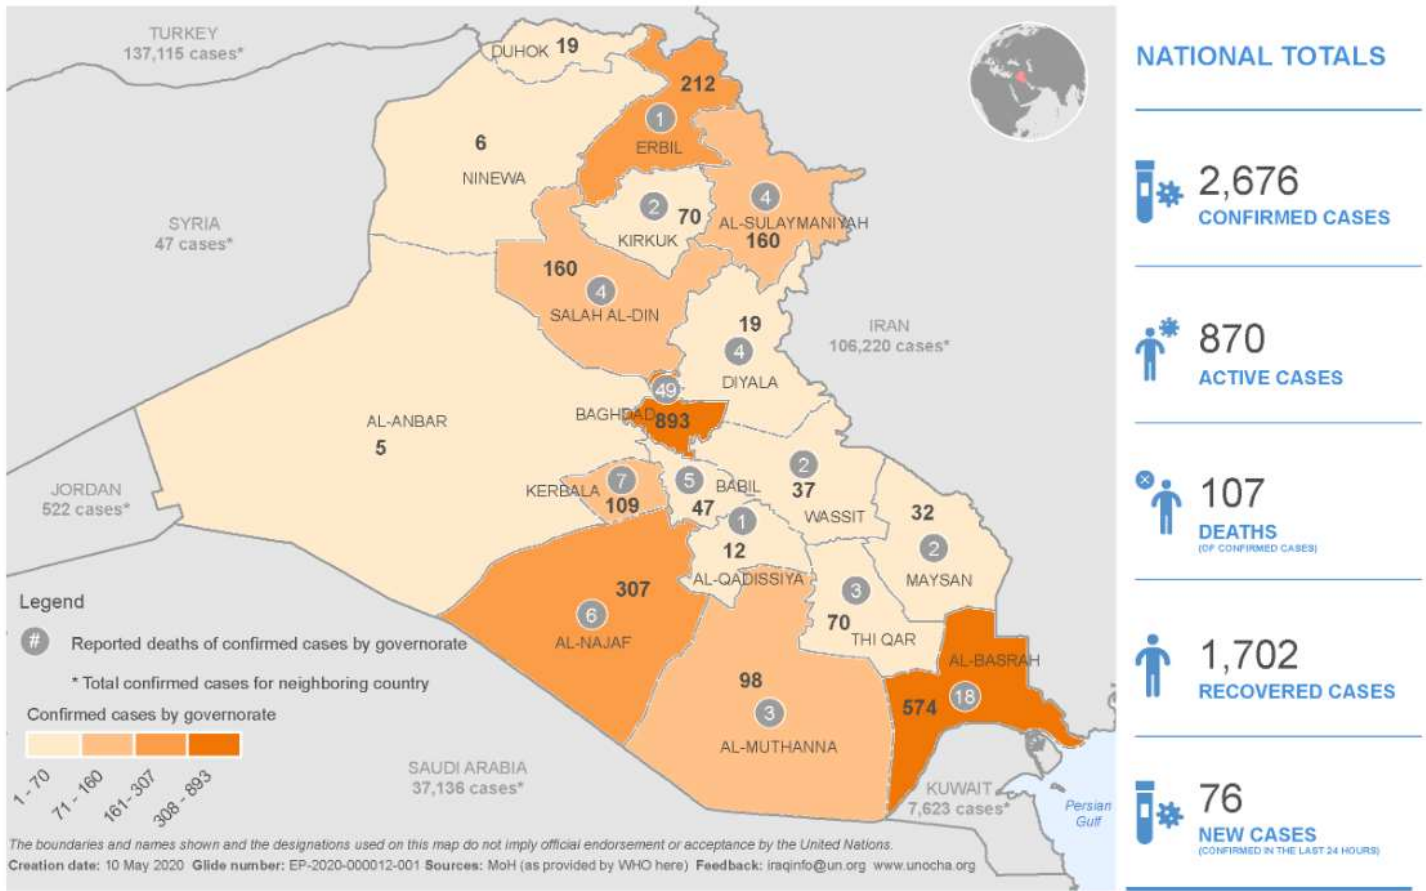 TURKEY
137,115 cases*
DUHOK 19
212
1
ERBIL
6
NINEWA
2
70
KIRKUK
4
AL-SULAYMANIYAH
160
SYRIA
47 cases*
160
4
SALAH AL-DIN
19
4
DIYALA
IRAN
106,220 cases*
49
BAGHDAD
893
AL-ANBAR
5
JORDAN
522 cases*
KERBALA
7
109
5
BABIL
47
2
37
WASSIT
1
12
AL-QADISSIYA
32
2
MAYSAN
3
70
THI QAR
307
6
AL-NAJAF
98
3
AL-MUTHANNA
AL-BASRAH
574
18
SAUDI ARABIA
37,136 cases*
KUWAIT
7,623 cases*
Persian
Gulf
Legend
# Reported deaths of confirmed cases by governorate
* Total confirmed cases for neighboring country
Confirmed cases by governorate
1 - 70
71 - 160
161- 307
308 - 893
The boundaries and names shown and the designations used on this map do not imply official endorsement or acceptance by the United Nations.
Creation date: 10 May 2020 Glide number: EP-2020-000012-001 Sources: MoH (as provided by WHO here) Feedback: iraqinfo@un.org www.unocha.org
NATIONAL TOTALS
2,676
CONFIRMED CASES
870
ACTIVE CASES
107
DEATHS
(OF CONFIRMED CASES)
1,702
RECOVERED CASES
76
NEW CASES
(CONFIRMED IN THE LAST 24 HOURS)